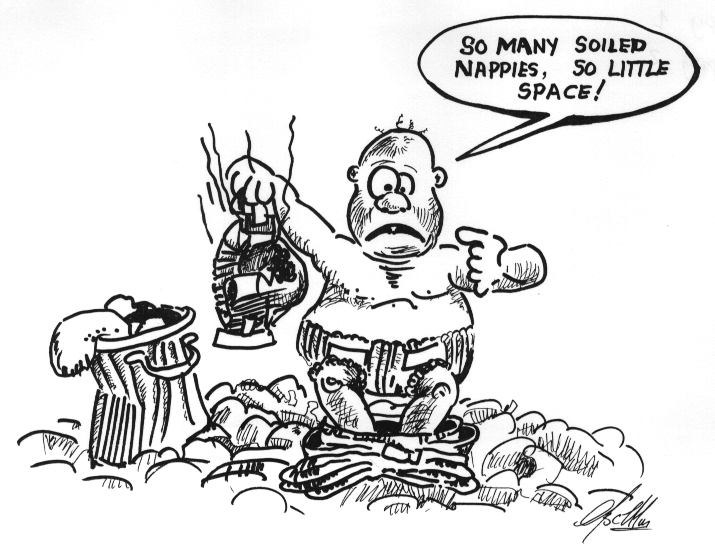 SO MANY SOILED
NAPPIES, SO LITTLE
SPACE!